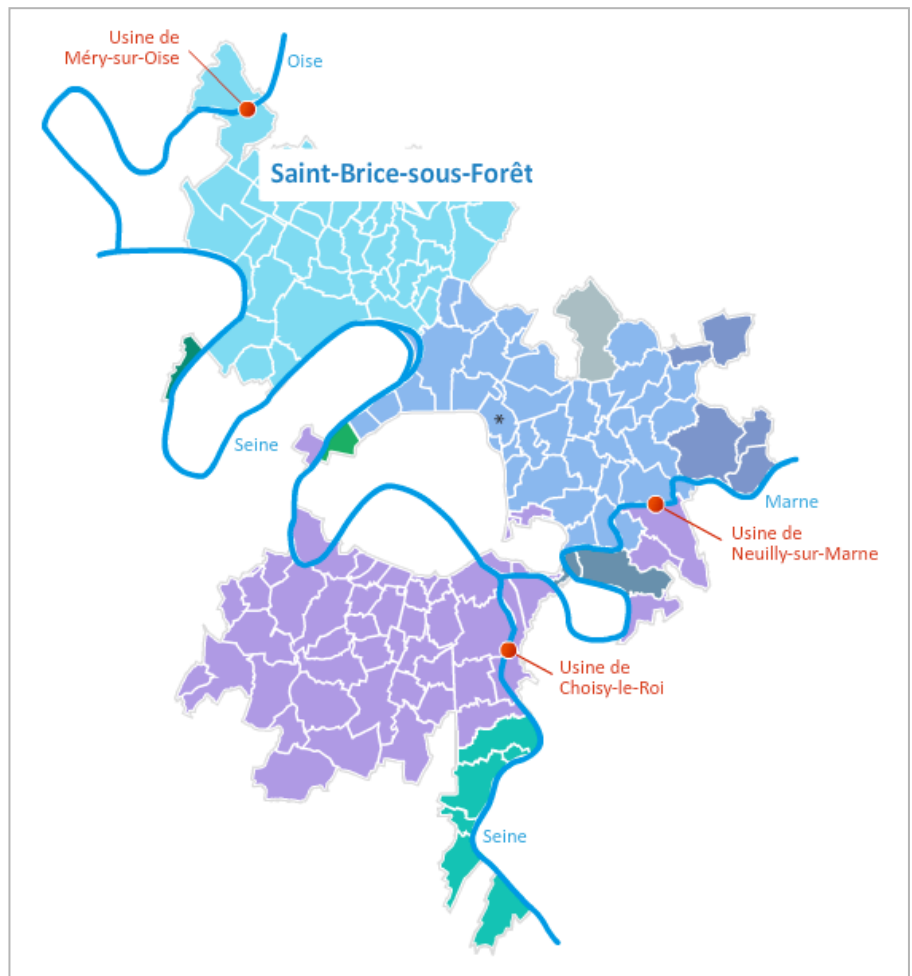 Usine de
Méry-sur-Oise
Oise
Saint-Brice-sous-Forêt
*
Seine
Marne
Usine de
Neuilly-sur-Marne
Usine de
Choisy-le-Roi
Seine